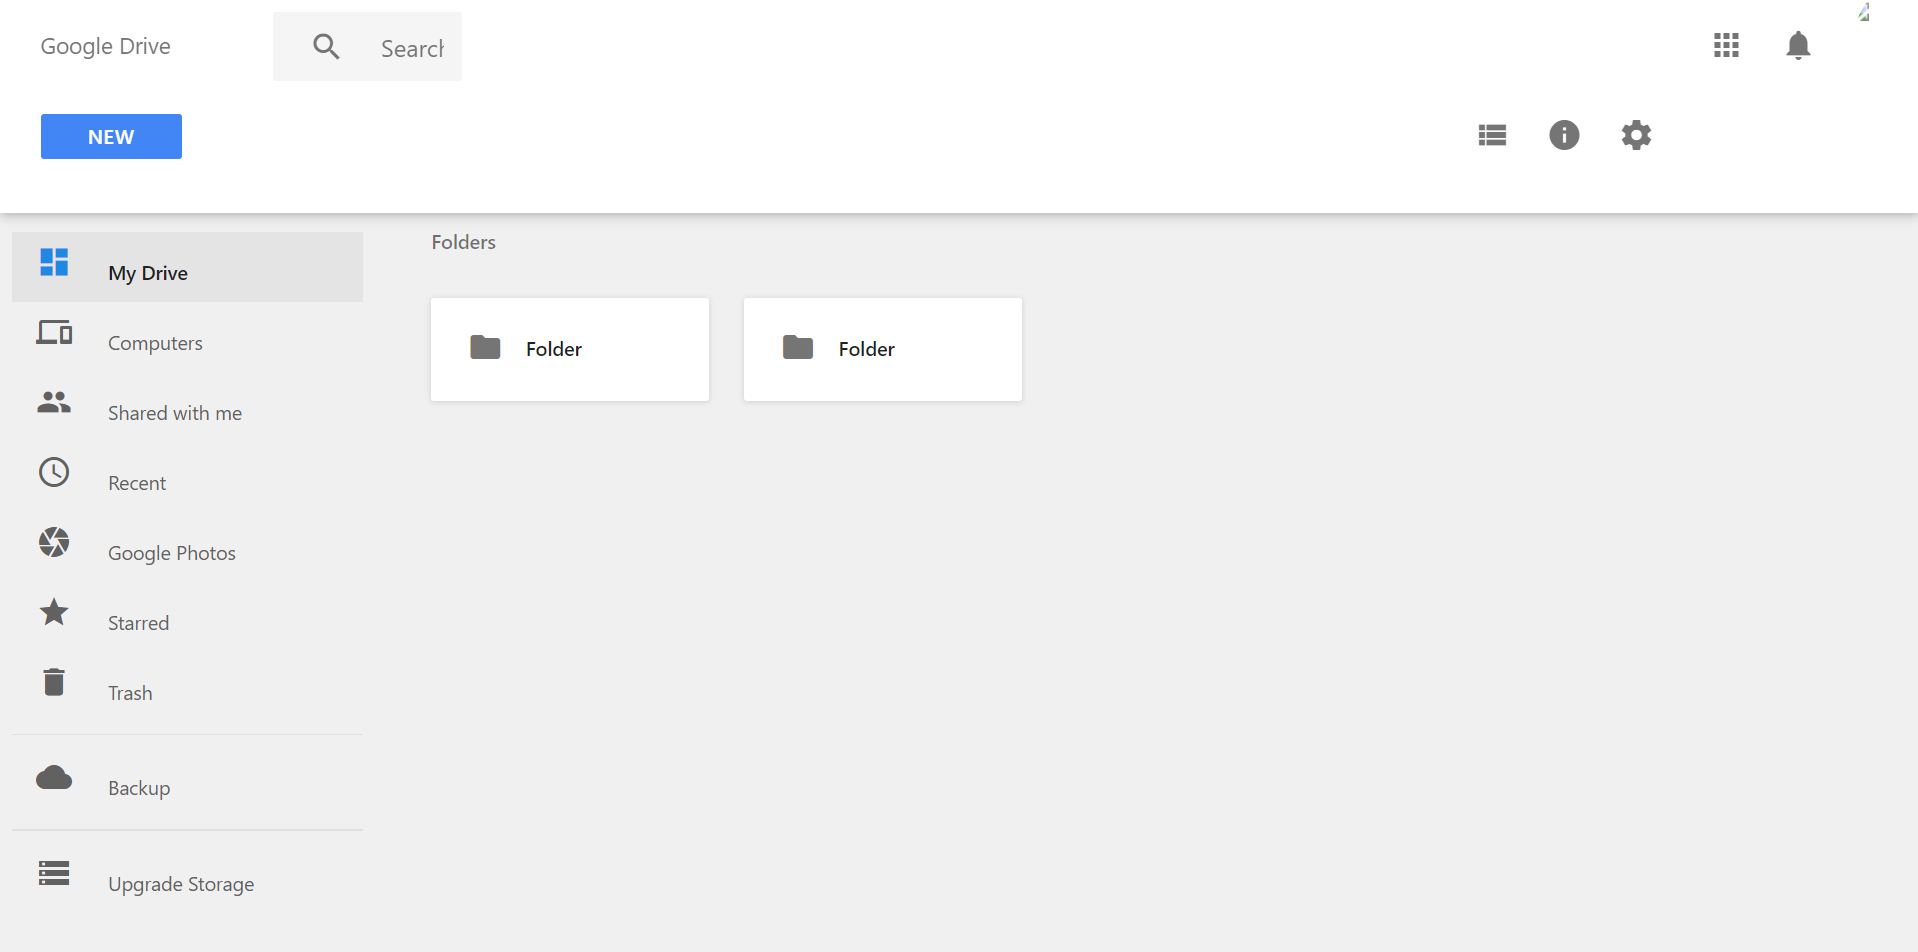 Google Drive
Search
NEW
My Drive
Computers
Shared with me
Recent
Google Photos
Starred
Trash
Backup
Upgrade Storage
Folders
Folder
Folder